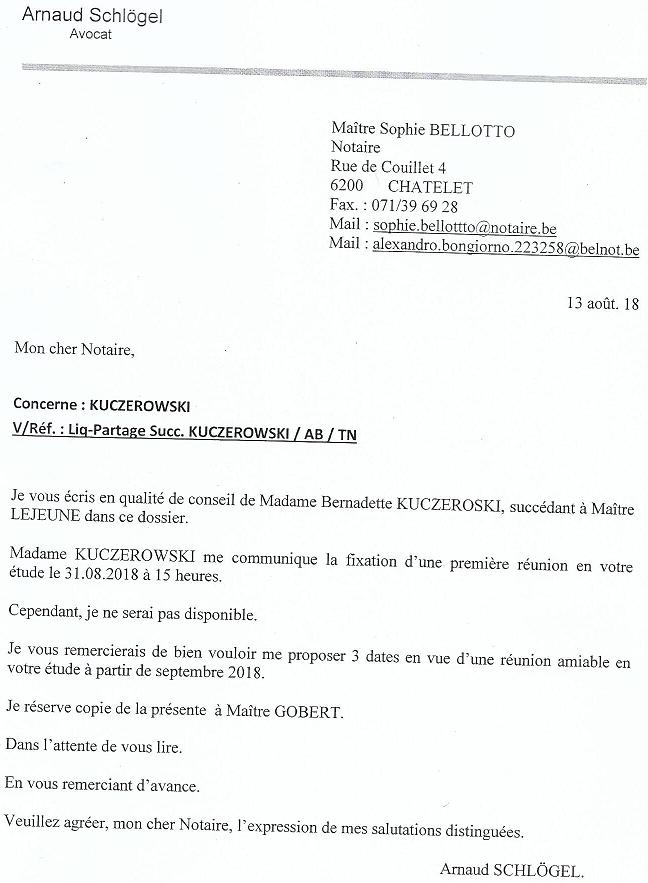 Arnaud Schlögel
Avocat
Maître Sophie BELLOTTO
Notaire
Rue de Couillet 4
6200 CHATELET
Fax. : 071/39 69 28
Mail : sophie.bellottto@notaire.be
Mail : alexandro.bongiorno.223258@belnot.be
13 août. 18
Mon cher Notaire,
Concerne : KUCZEROWSKI
V/Réf. : Liq-Partage Succ. KUCZEROWSKI / AB / TN
Je vous écris en qualité de conseil de Madame Bernadette KUCZEROSKI, succédant à Maître
LEJEUNE dans ce dossier.
Madame KUCZEROWSKI me communique la fixation d'une première réunion en votre
étude le 31.08.2018 à 15 heures.
Cependant, je ne serai pas disponible.
Je vous remercierais de bien vouloir me proposer 3 dates en vue d'une réunion amiable en
votre étude à partir de septembre 2018.
Je réserve copie de la présente à Maître GOBERT.
Dans l'attente de vous lire.
En vous remerciant d'avance.
Veuillez agréer, mon cher Notaire, l'expression de mes salutations distinguées.
Arnaud SCHLÖGEL.